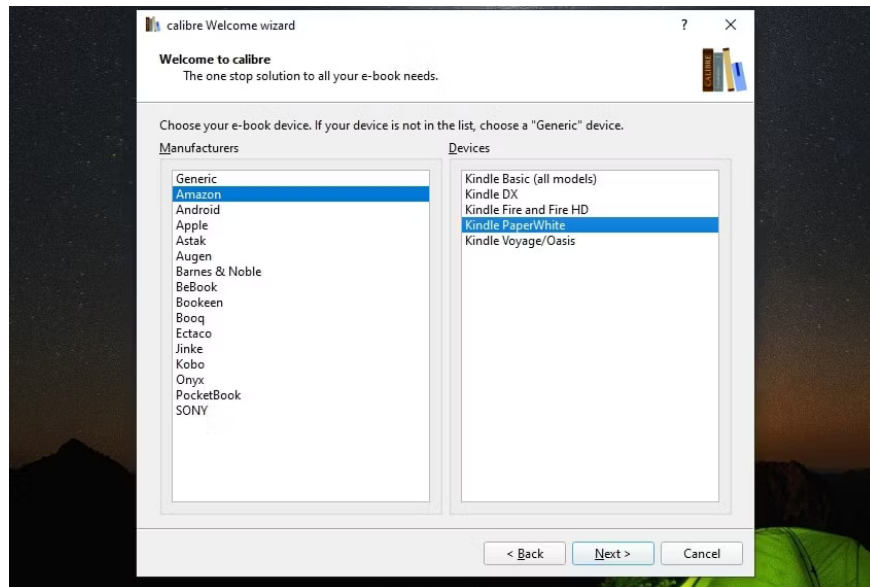 calibre Welcome wizard
?
Welcome to calibre
The one stop solution to all your e-book needs.
CALIBRE
Choose your e-book device. If your device is not in the list, choose a "Generic" device.
Manufacturers
Generic
Amazon
Android
Apple
Astak
Augen
Barnes & Noble
BeBook
Bookeen
Booq
Ectaco
Jinke
Kobo
Onyx
PocketBook
SONY
Devices
Kindle Basic (all models)
Kindle DX
Kindle Fire and Fire HD
Kindle PaperWhite
Kindle Voyage/Oasis
< Back
Next >
Cancel